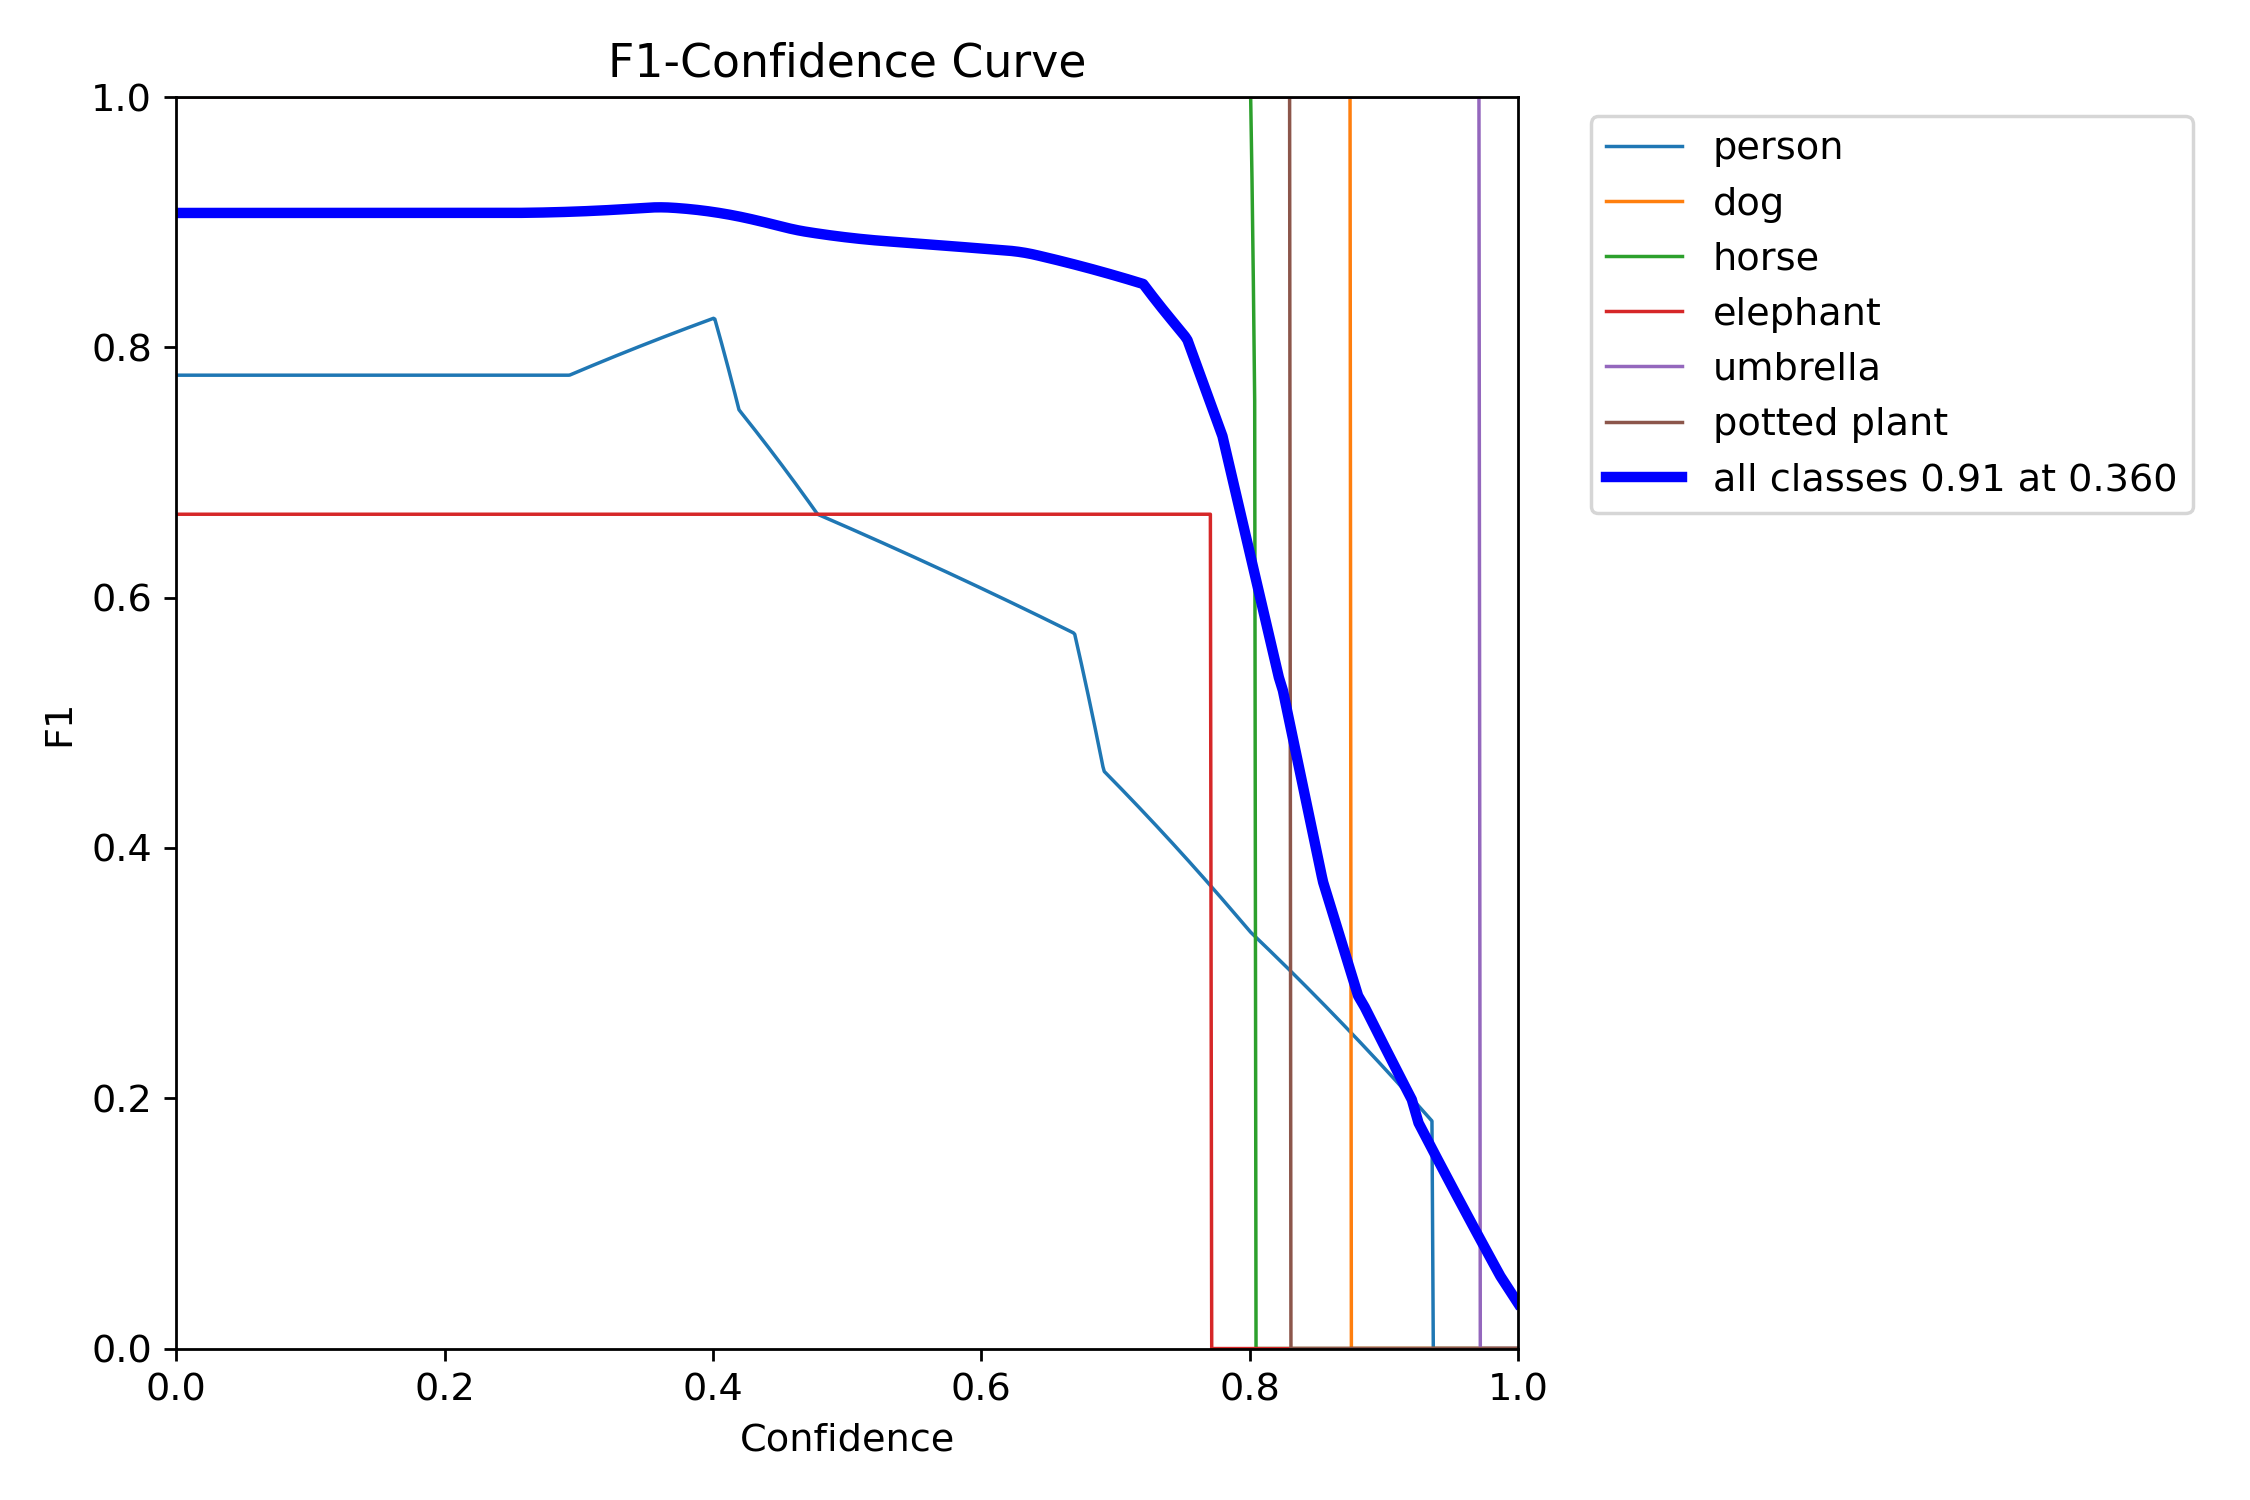 F1-Confidence Curve
1.0
0.8
0.6
0.4
0.2
0.0
F1
0.0 0.2 0.4 0.6 0.8 1.0
Confidence
person
dog
horse
elephant
umbrella
potted plant
all classes 0.91 at 0.360